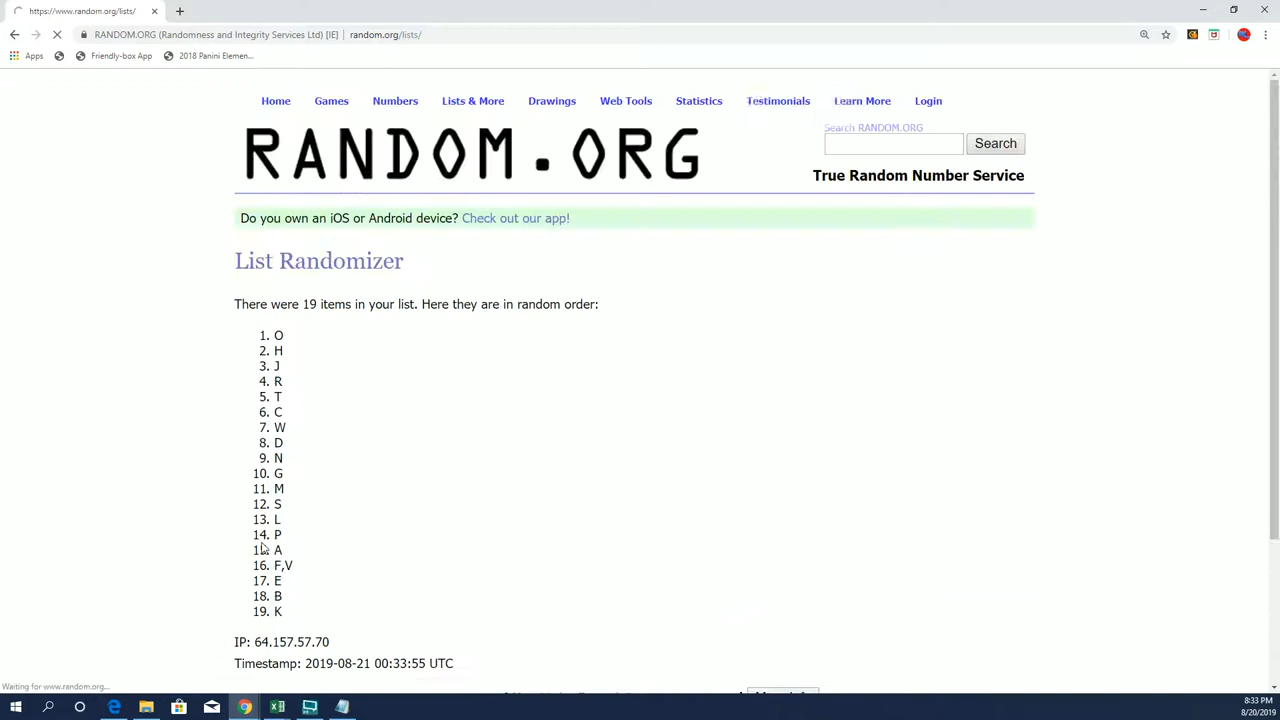 https://www.random.org/lists/
RANDOM.ORG (Randomness and Integrity Services Ltd) [IE] | random.org/lists/
Apps Friendly-box App 2018 Panini Elemen...
Home Games Numbers Lists & More Drawings Web Tools Statistics Testimonials Learn More Login
RANDOM.ORG
Search RANDOM.ORG
Search
True Random Number Service
Do you own an iOS or Android device? Check out our app!
List Randomizer
There were 19 items in your list. Here they are in random order:
1. O
2. H
3. J
4. R
5. T
6. C
7. W
8. D
9. N
10. G
11. M
12. S
13. L
14. P
15. A
16. F,V
17. E
18. B
19. K
IP: 64.157.57.70
Timestamp: 2019-08-21 00:33:55 UTC
Waiting for www.random.org...
8:33 PM
8/20/2019